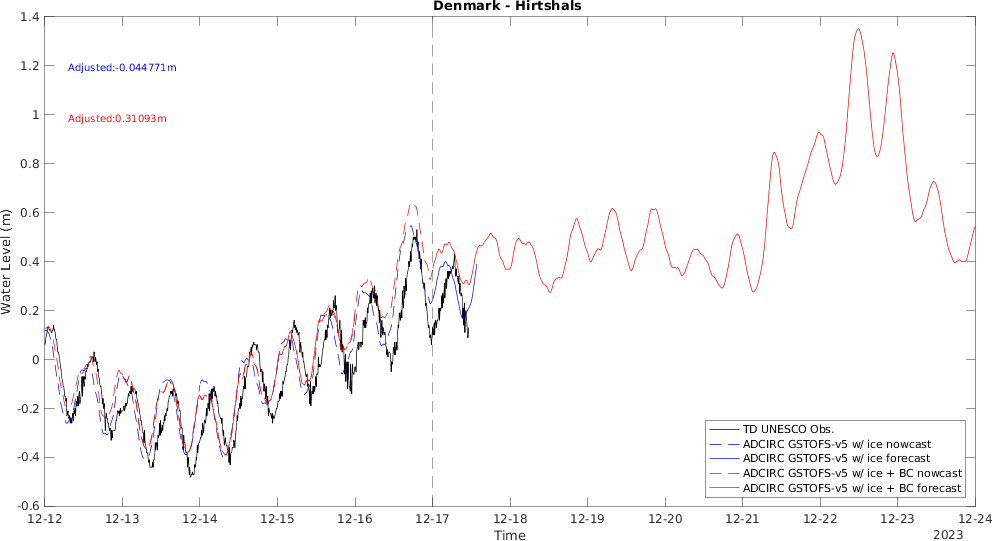 Denmark - Hirtshals
Adjusted:-0.044771m
Adjusted:0.31093m
Water Level (m)
1.4
1.2
1
0.8
0.6
0.4
0.2
0
-0.2
-0.4
-0.6
TD UNESCO Obs.
ADCIRC GSTOFS-v5 w/ ice nowcast
ADCIRC GSTOFS-v5 w/ ice forecast
ADCIRC GSTOFS-v5 w/ ice + BC nowcast
ADCIRC GSTOFS-v5 w/ ice + BC forecast
12-12 12-13 12-14 12-15 12-16 12-17 12-18 12-19 12-20 12-21 12-22 12-23 12-24
Time
2023